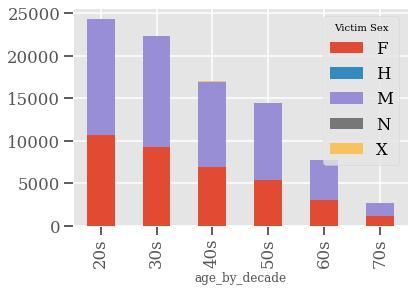 25000
20000
15000
10000
5000
0
Victim Sex
F
H
M
N
X
20s
30s
40s
50s
60s
70s
age_by_decade